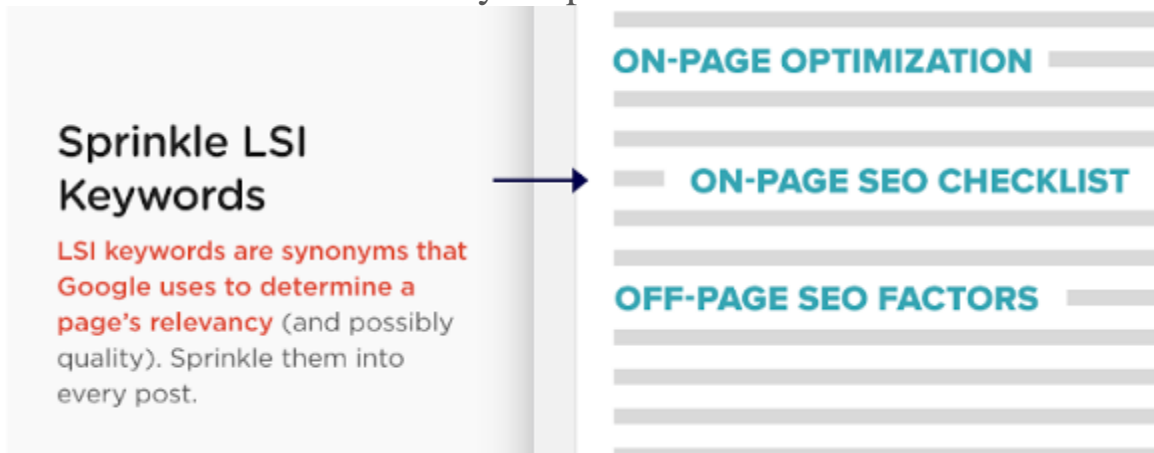 Sprinkle LSI
Keywords
LSI keywords are synonyms that
Google uses to determine a
page's relevancy (and possibly
quality). Sprinkle them into
every post.
ON-PAGE OPTIMIZATION
ON-PAGE SEO CHECKLIST
OFF-PAGE SEO FACTORS